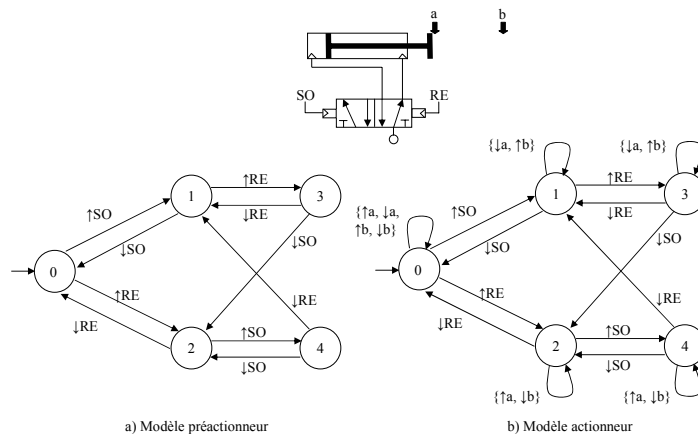 a b
SO RE
{↓a, ↑b} {↓a, ↑b}
1 ↑RE 3
↓RE
↑SO
↓SO
↓SO
0
↑RE
↓RE
↓RE
2 ↑SO 4
↓SO
{↑a, ↓a,
↑b, ↓b}
1 ↑RE 3
↓RE
↑SO
↓SO
↓SO
0
↑RE
↓RE
↓RE
2 ↑SO 4
↓SO
{↑a, ↓b} {↑a, ↓b}
a) Modèle préactionneur
b) Modèle actionneur